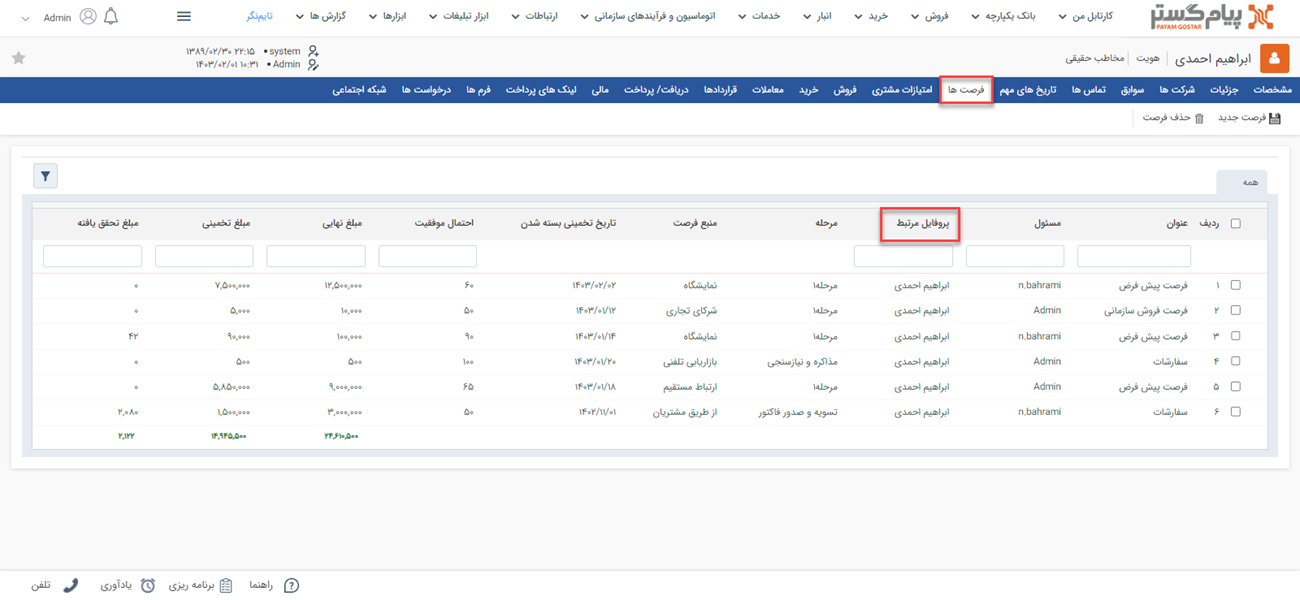 پیام گستر
PAYAM GOSTAR
کارتابل من بانک یکپارچه فروش خرید انبار خدمات اتوماسیون و فرآیندهای سازمانی ارتباطات ابزار تبلیغات ابزارها گزارش ها تایم‌نگر Admin
ابراهیم احمدی هویت مخاطب حقیقی
system • ۱۳۸۹/۰۲/۳۰ ۲۲:۱۵
Admin • ۱۴۰۳/۰۲/۰۱ ۱۰:۳۱
مشخصات جزئیات شرکت ها سوابق تماس ها تاریخ های مهم فرصت ها امتیازات مشتری فروش خرید معاملات قراردادها دریافت/ پرداخت مالی لینک های پرداخت فرم ها درخواست ها شبکه اجتماعی
فرصت جدید حذف فرصت
همه
ردیف عنوان مسئول پروفایل مرتبط مرحله منبع فرصت تاریخ تخمینی بسته شدن احتمال موفقیت مبلغ نهایی مبلغ تخمینی مبلغ تحقق یافته
۱ فرصت پیش فرض n.bahrami ابراهیم احمدی مرحله۱ نمایشگاه ۱۴۰۳/۰۲/۰۲ ۶۰ ۱۲,۵۰۰,۰۰۰ ۷,۵۰۰,۰۰۰ ۰
۲ فرصت فروش سازمانی Admin ابراهیم احمدی مرحله۱ شرکای تجاری ۱۴۰۳/۰۱/۱۲ ۵۰ ۱۰,۰۰۰ ۵,۰۰۰ ۰
۳ فرصت پیش فرض n.bahrami ابراهیم احمدی مرحله۱ نمایشگاه ۱۴۰۳/۰۱/۱۴ ۹۰ ۱۰۰,۰۰۰ ۹۰,۰۰۰ ۴۲
۴ سفارشات Admin ابراهیم احمدی مذاکره و نیازسنجی بازاریابی تلفنی ۱۴۰۳/۰۱/۲۰ ۱۰۰ ۵۰۰ ۵۰۰ ۰
۵ فرصت پیش فرض Admin ابراهیم احمدی مرحله۱ ارتباط مستقیم ۱۴۰۳/۰۱/۱۸ ۶۵ ۹,۰۰۰,۰۰۰ ۵,۸۵۰,۰۰۰ ۰
۶ سفارشات n.bahrami ابراهیم احمدی تسویه و صدور فاکتور از طریق مشتریان ۱۴۰۲/۱۱/۰۱ ۵۰ ۳,۰۰۰,۰۰۰ ۱,۵۰۰,۰۰۰ ۲,۰۸۰
۲۴,۶۱۰,۵۰۰ ۱۴,۹۴۵,۵۰۰ ۲,۱۲۲
راهنما برنامه ریزی یادآوری تلفن